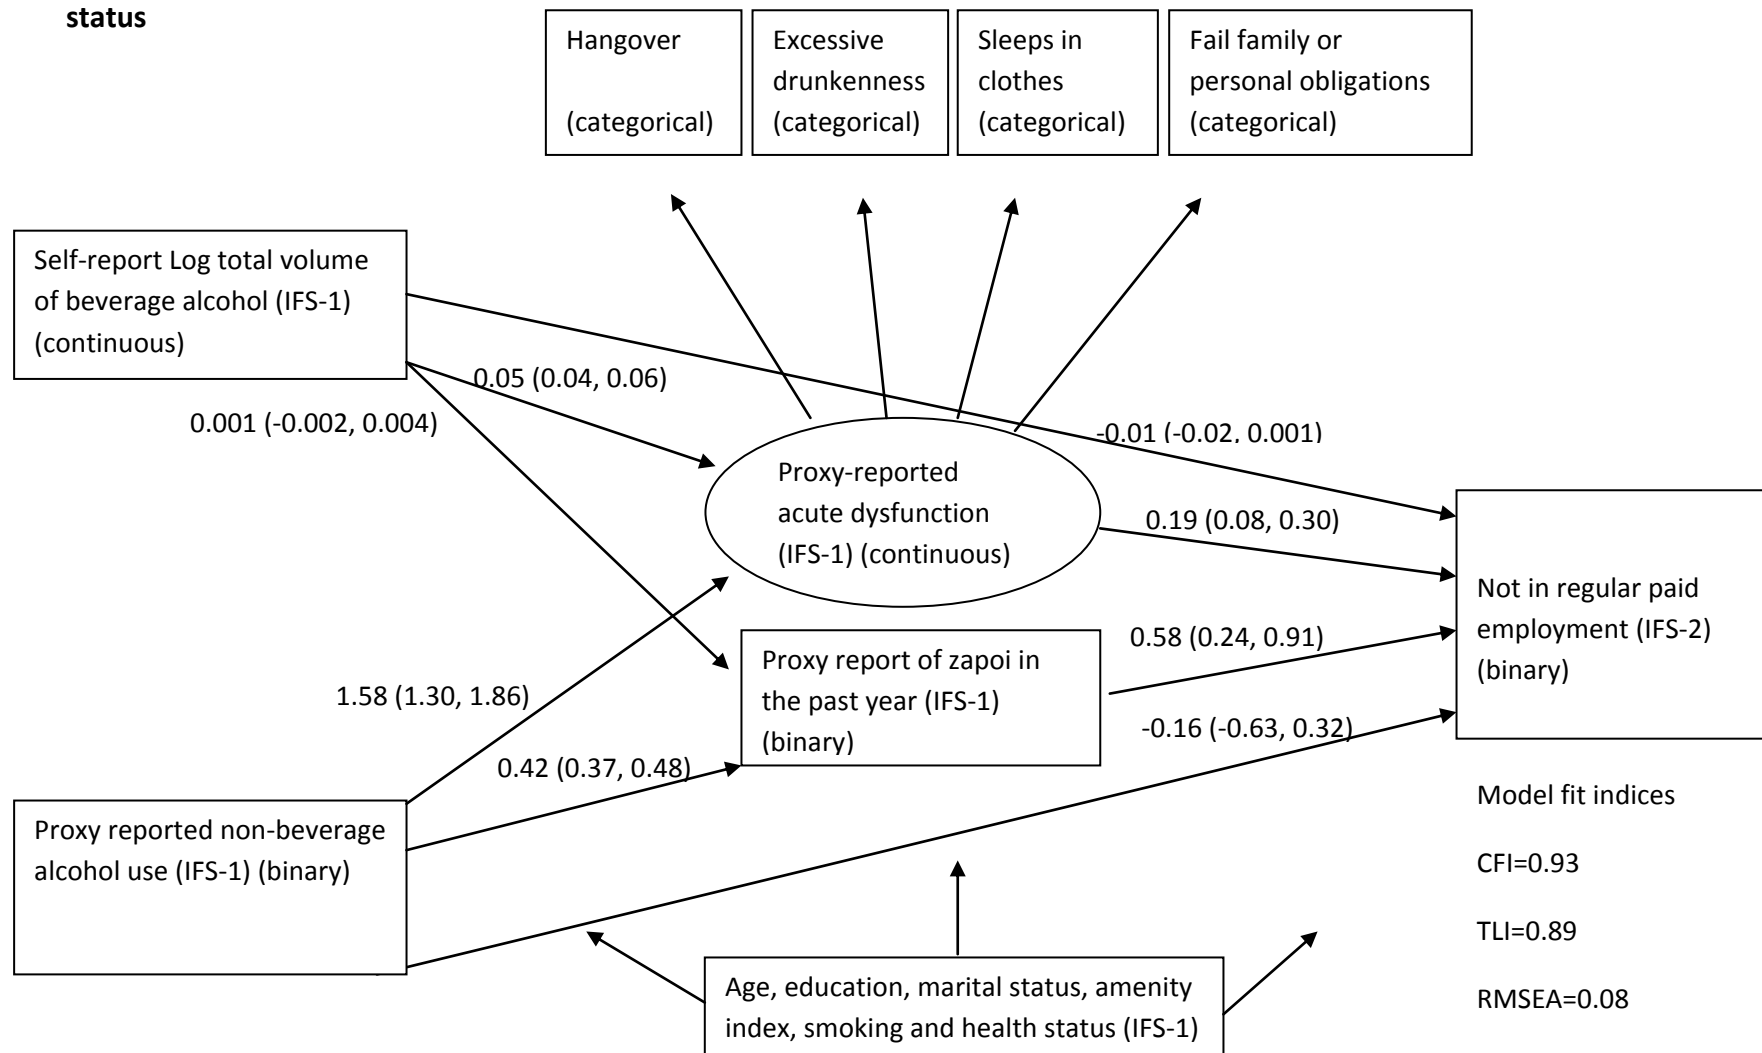 status
Hangover
(categorical)
Excessive
drunkenness
(categorical)
Sleeps in
clothes
(categorical)
Fail family or
personal obligations
(categorical)
Self-report Log total volume
of beverage alcohol (IFS-1)
(continuous)
0.05 (0.04, 0.06)
0.001 (-0.002, 0.004)
-0.01 (-0.02, 0.001)
Proxy-reported
acute dysfunction
(IFS-1) (continuous)
0.19 (0.08, 0.30)
Not in regular paid
employment (IFS-2)
(binary)
0.58 (0.24, 0.91)
Proxy report of zapoi in
the past year (IFS-1)
(binary)
1.58 (1.30, 1.86)
-0.16 (-0.63, 0.32)
0.42 (0.37, 0.48)
Proxy reported non-beverage
alcohol use (IFS-1) (binary)
Model fit indices
CFI=0.93
TLI=0.89
RMSEA=0.08
Age, education, marital status, amenity
index, smoking and health status (IFS-1)